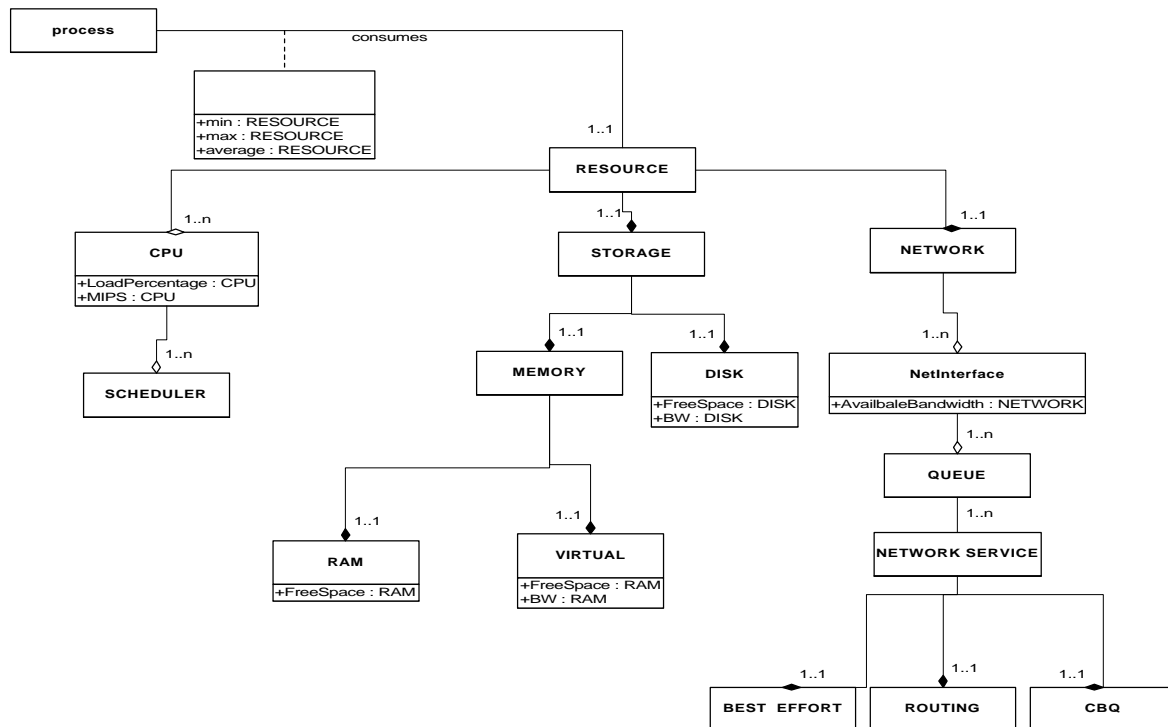 process
consumes
+min : RESOURCE
+max : RESOURCE
+average : RESOURCE
1..1
RESOURCE
1..n
1..1
1..1
CPU
+LoadPercentage : CPU
+MIPS : CPU
STORAGE
NETWORK
1..n
1..1
1..1
1..n
SCHEDULER
MEMORY
DISK
+FreeSpace : DISK
+BW : DISK
NetInterface
+AvailbaleBandwidth : NETWORK
1..n
QUEUE
1..n
1..1
1..1
RAM
+FreeSpace : RAM
VIRTUAL
+FreeSpace : RAM
+BW : RAM
NETWORK SERVICE
1..1
1..1
1..1
BEST EFFORT
ROUTING
CBQ